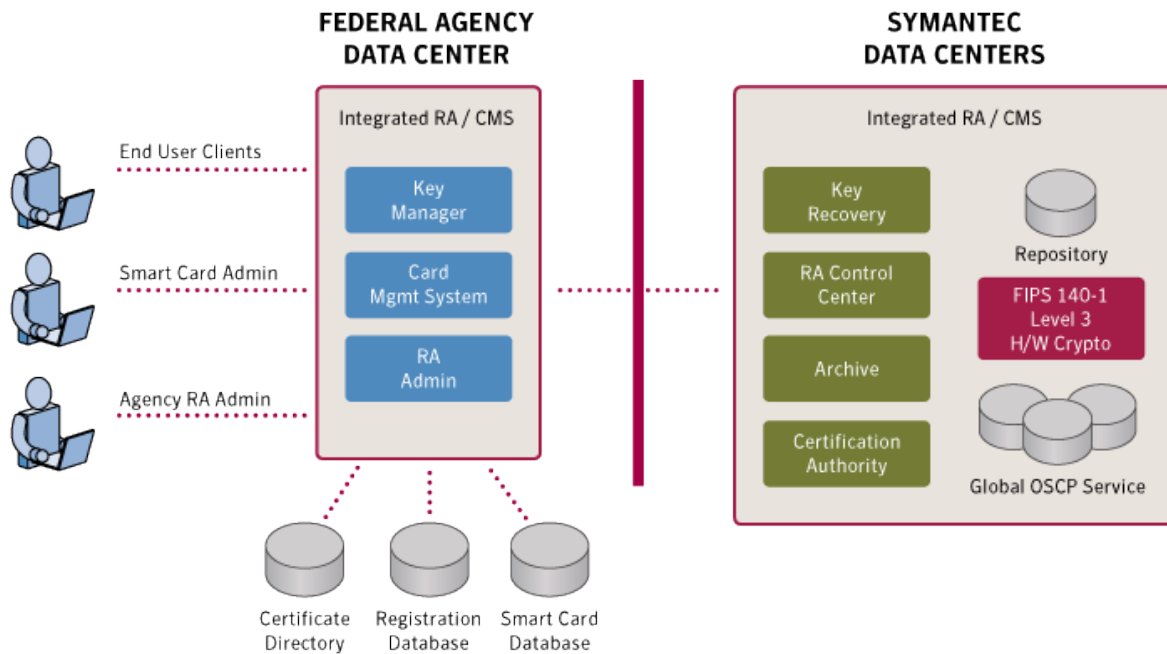 FEDERAL AGENCY
DATA CENTER
SYMANTEC
DATA CENTERS
Integrated RA / CMS
End User Clients
Key
Manager
Smart Card Admin
Card
Mgmt System
Agency RA Admin
RA
Admin
Certificate
Directory
Registration
Database
Smart Card
Database
Integrated RA / CMS
Key
Recovery
RA Control
Center
Archive
Certification
Authority
Repository
FIPS 140-1
Level 3
H/W Crypto
Global OSCP Service